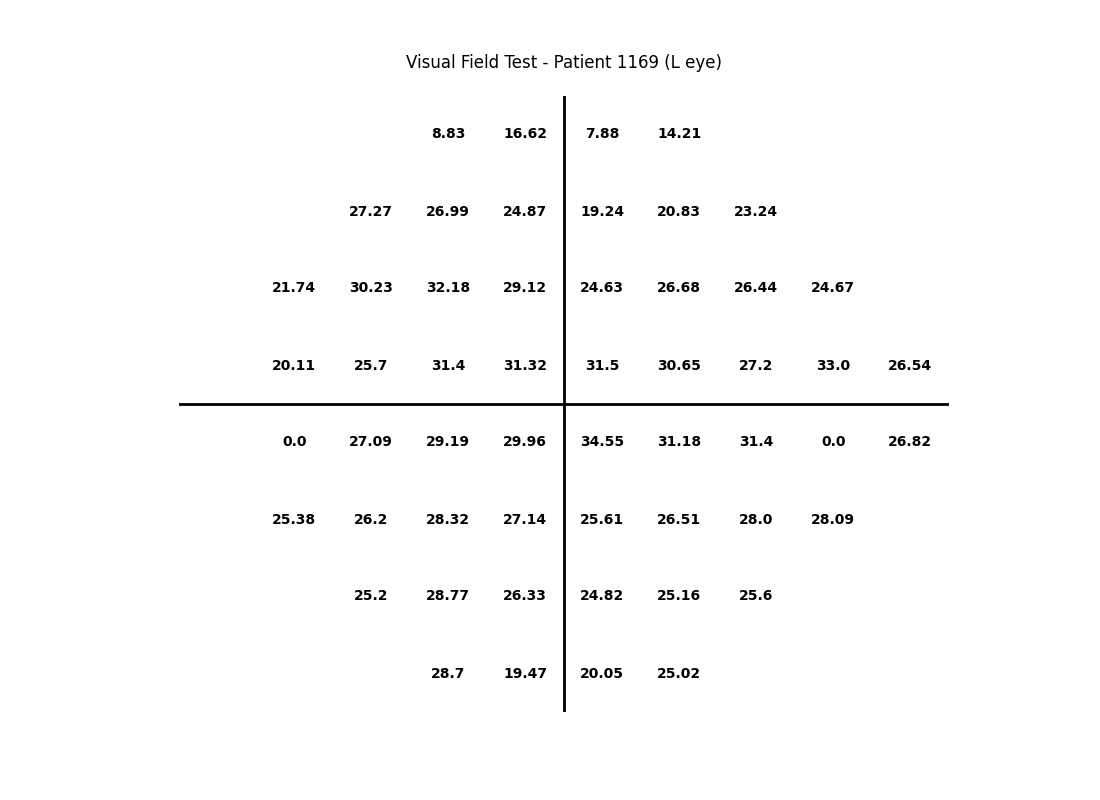 Visual Field Test - Patient 1169 (L eye)
8.83 16.62 7.88 14.21
27.27 26.99 24.87 19.24 20.83 23.24
21.74 30.23 32.18 29.12 24.63 26.68 26.44 24.67
20.11 25.7 31.4 31.32 31.5 30.65 27.2 33.0 26.54
0.0 27.09 29.19 29.96 34.55 31.18 31.4 0.0 26.82
25.38 26.2 28.32 27.14 25.61 26.51 28.0 28.09
25.2 28.77 26.33 24.82 25.16 25.6
28.7 19.47 20.05 25.02